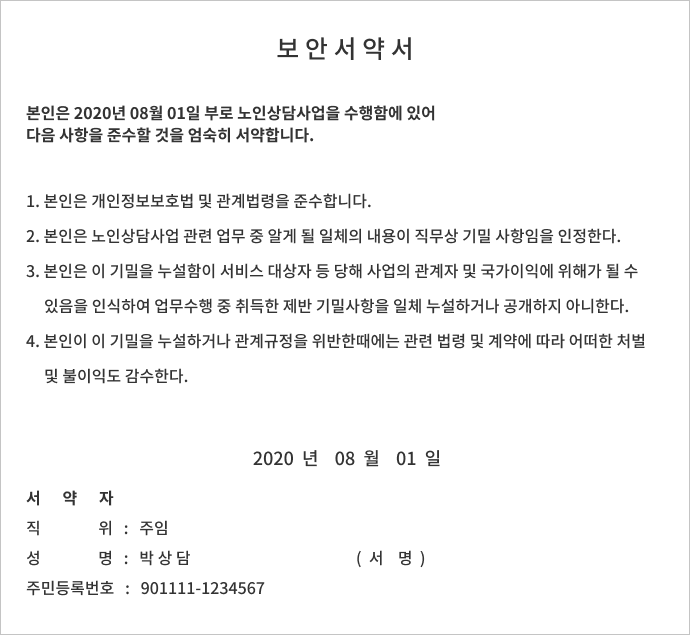 보 안 서 약 서
본인은 2020년 08월 01일 부로 노인상담사업을 수행함에 있어
다음 사항을 준수할 것을 엄숙히 서약합니다.
1. 본인은 개인정보보호법 및 관계법령을 준수합니다.
2. 본인은 노인상담사업 관련 업무 중 알게 될 일체의 내용이 직무상 기밀 사항임을 인정한다.
3. 본인은 이 기밀을 누설함이 서비스 대상자 등 당해 사업의 관계자 및 국가이익에 위해가 될 수
있음을 인식하여 업무수행 중 취득한 제반 기밀사항을 일체 누설하거나 공개하지 아니한다.
4. 본인이 이 기밀을 누설하거나 관계규정을 위반한때에는 관련 법령 및 계약에 따라 어떠한 처벌
및 불이익도 감수한다.
2020 년 08 월 01 일
서 약 자
직 위 : 주임
성 명 : 박 상 담 ( 서 명 )
주민등록번호 : 901111-1234567